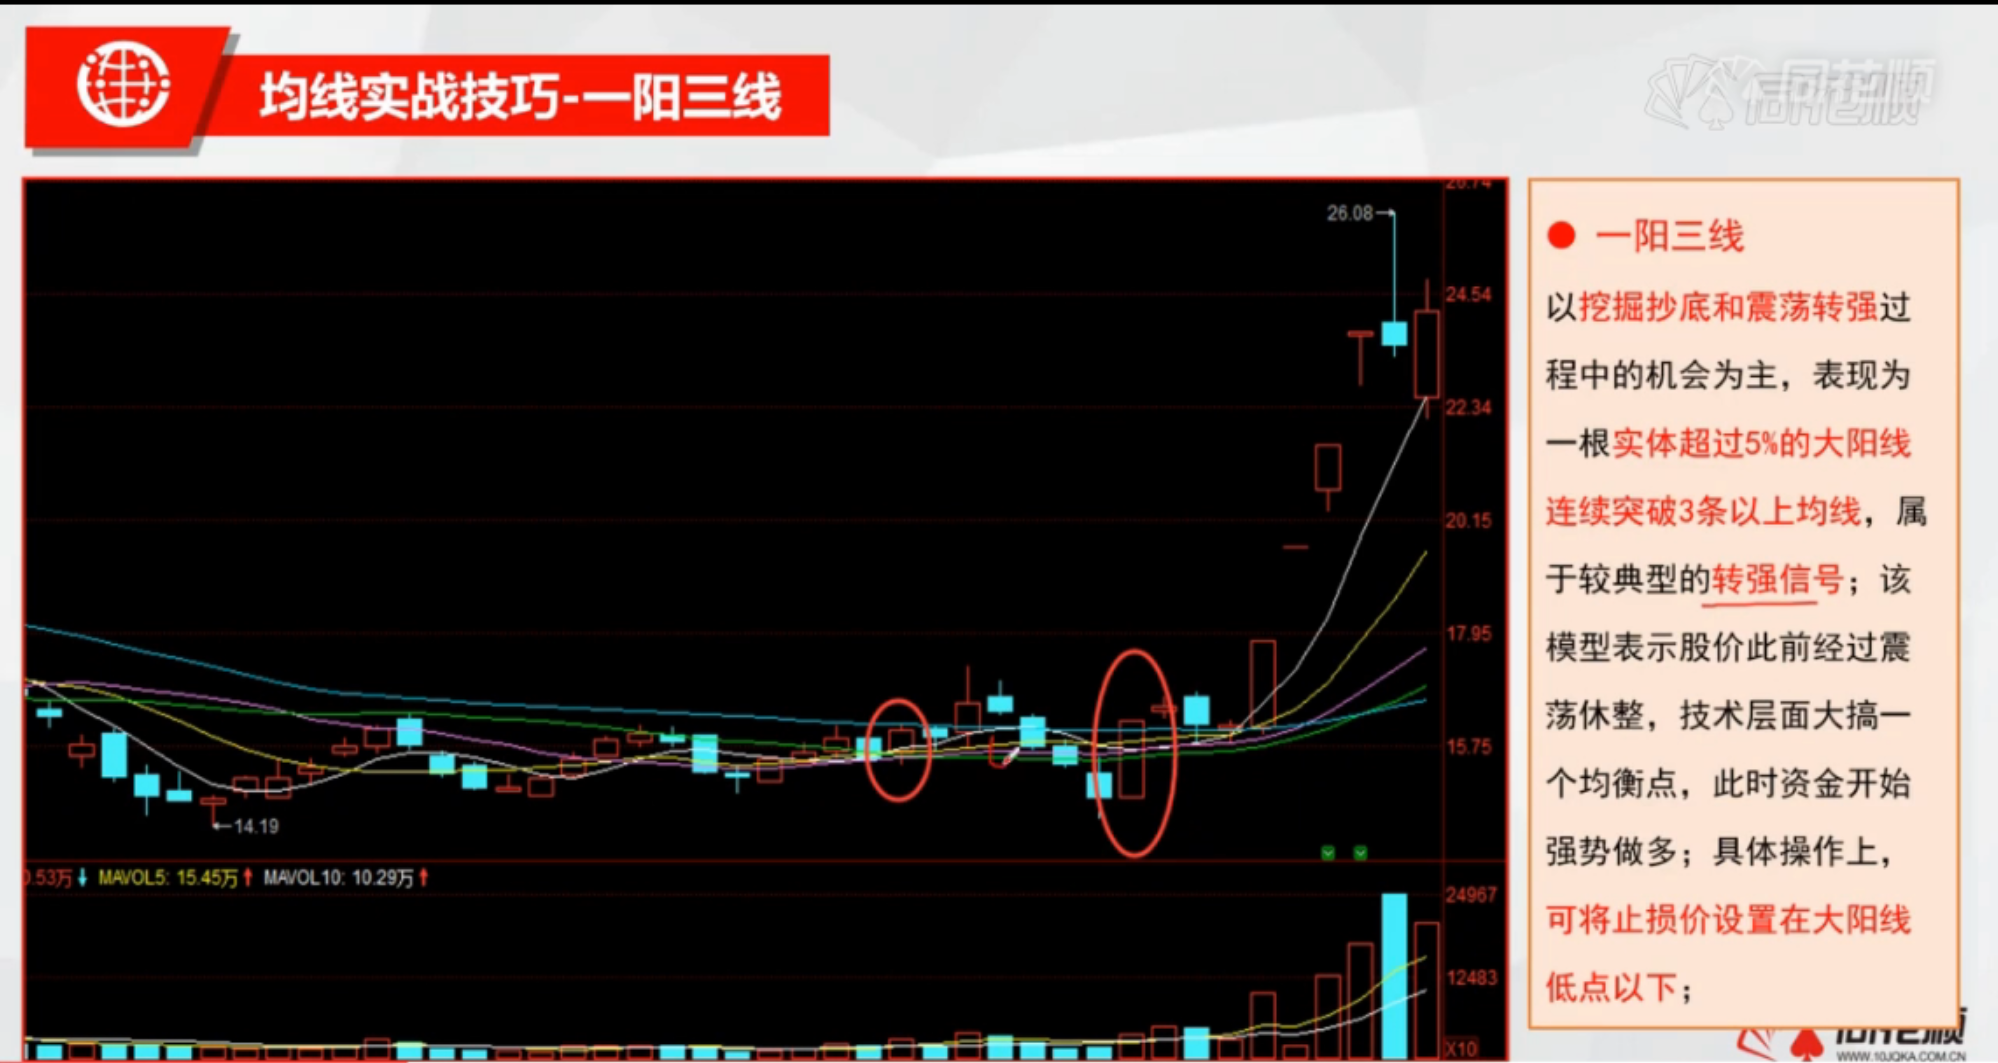 均线实战技巧-一阳三线
同花顺
26.74
26.08
24.54
22.34
20.15
17.95
15.75
14.19
0.53万 MAVOL5: 15.45万 MAVOL10: 10.29万
24967
12483
X10
一阳三线
以挖掘抄底和震荡转强过
程中的机会为主，表现为
一根实体超过5%的大阳线
连续突破3条以上均线，属
于较典型的转强信号；该
模型表示股价此前经过震
荡休整，技术层面大搞一
个均衡点，此时资金开始
强势做多；具体操作上，
可将止损价设置在大阳线
低点以下；
同花顺
WWW.10JQKA.COM.CN